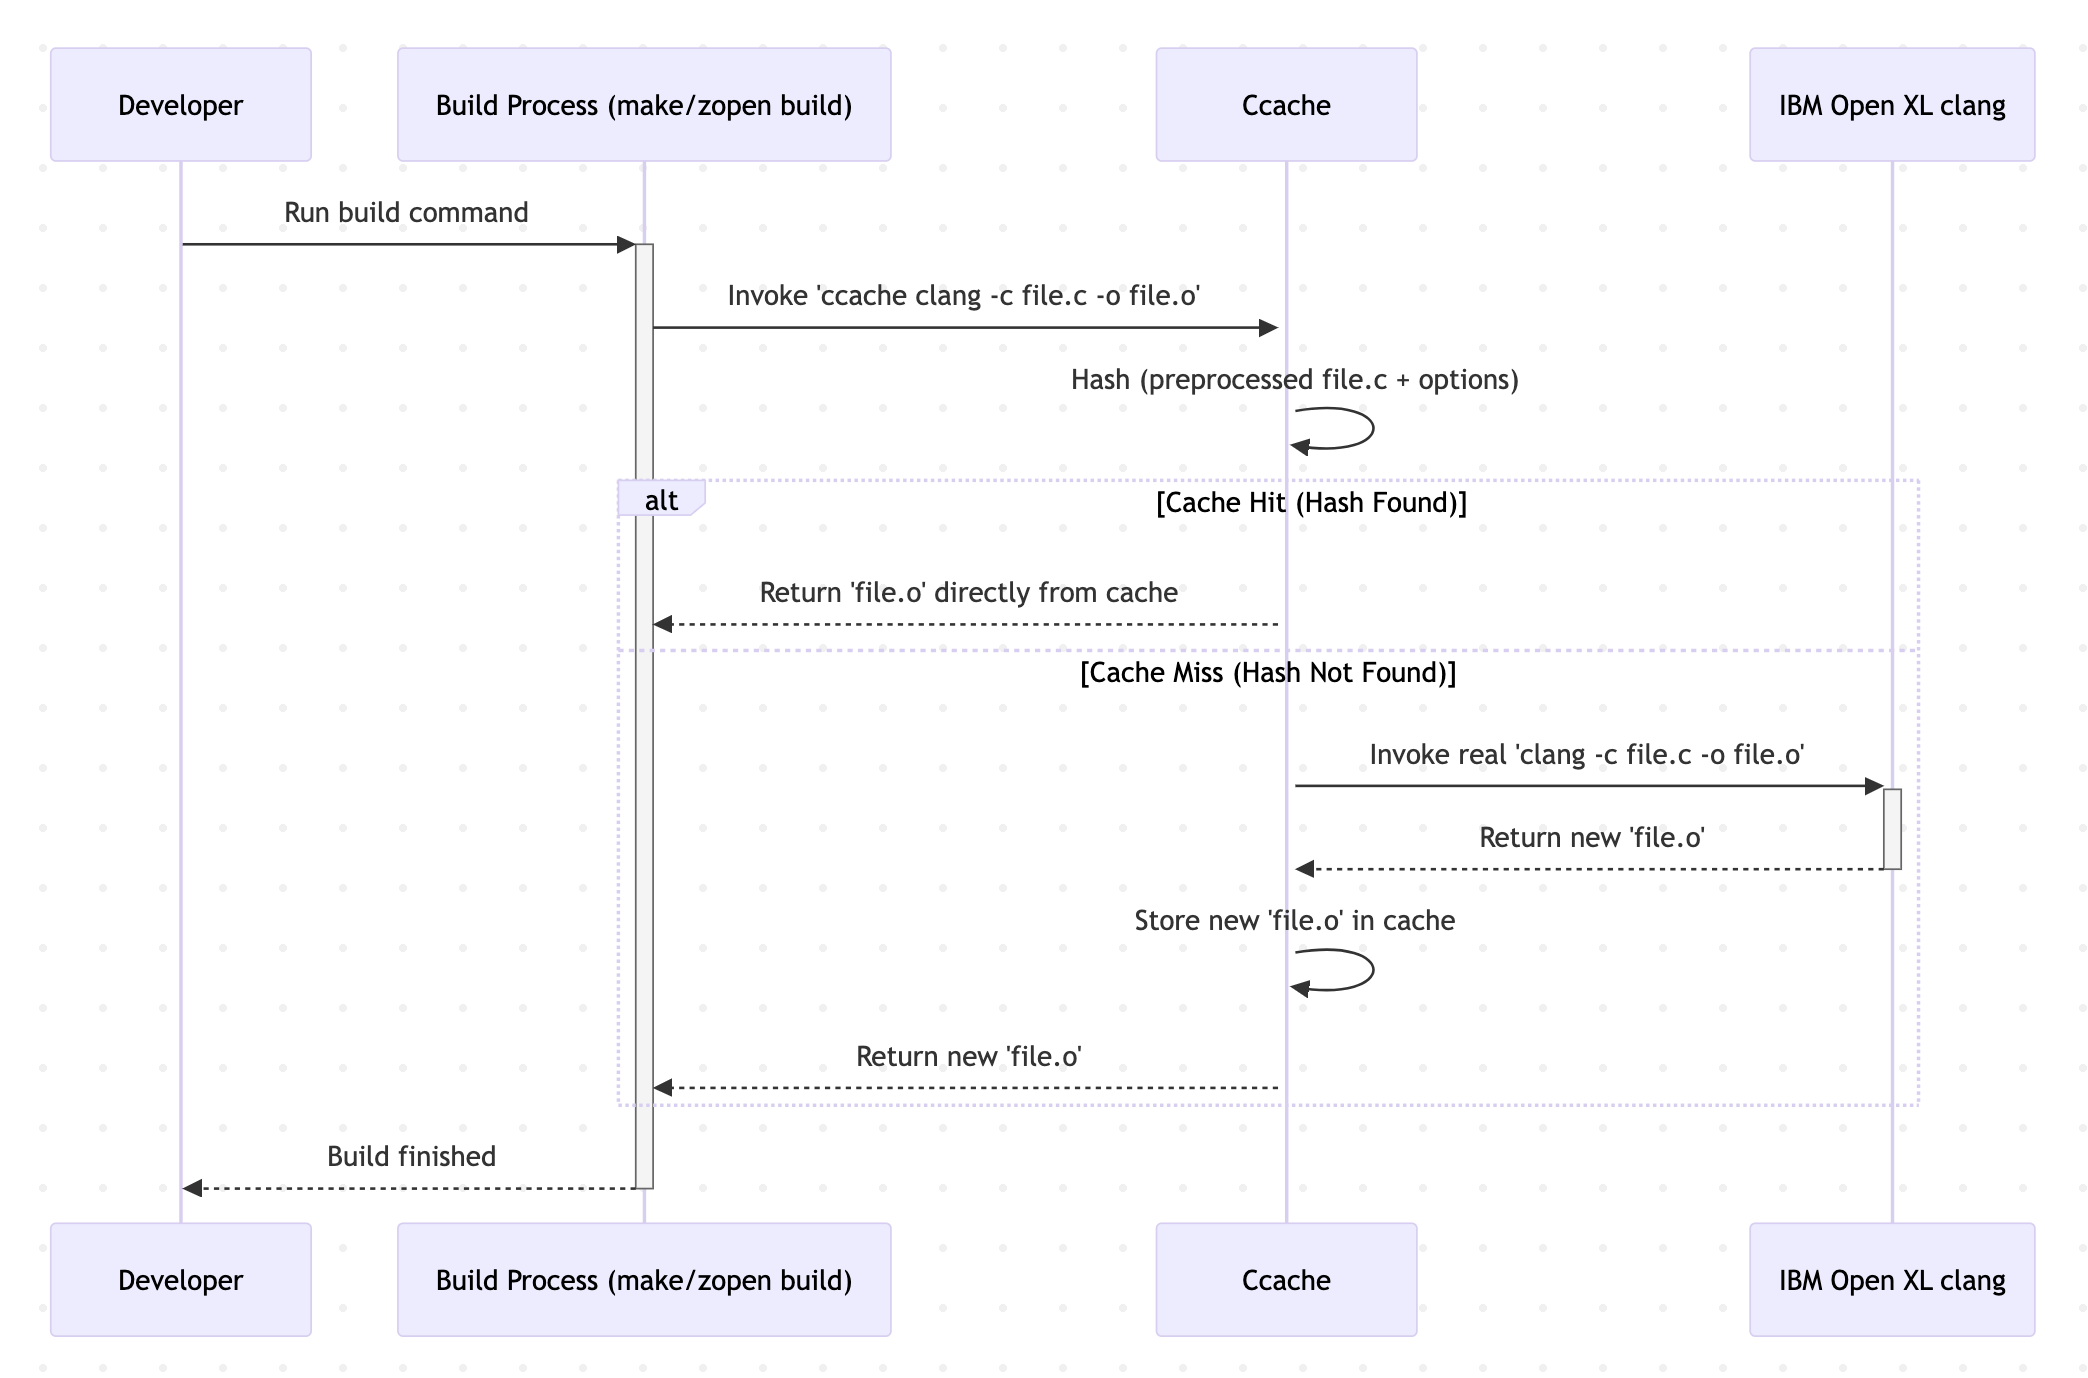 Developer
Build Process (make/zopen build)
Ccache
IBM Open XL clang
Run build command
Invoke 'ccache clang -c file.c -o file.o'
Hash (preprocessed file.c + options)
alt
[Cache Hit (Hash Found)]
Return 'file.o' directly from cache
[Cache Miss (Hash Not Found)]
Invoke real 'clang -c file.c -o file.o'
Return new 'file.o'
Store new 'file.o' in cache
Return new 'file.o'
Build finished
Developer
Build Process (make/zopen build)
Ccache
IBM Open XL clang